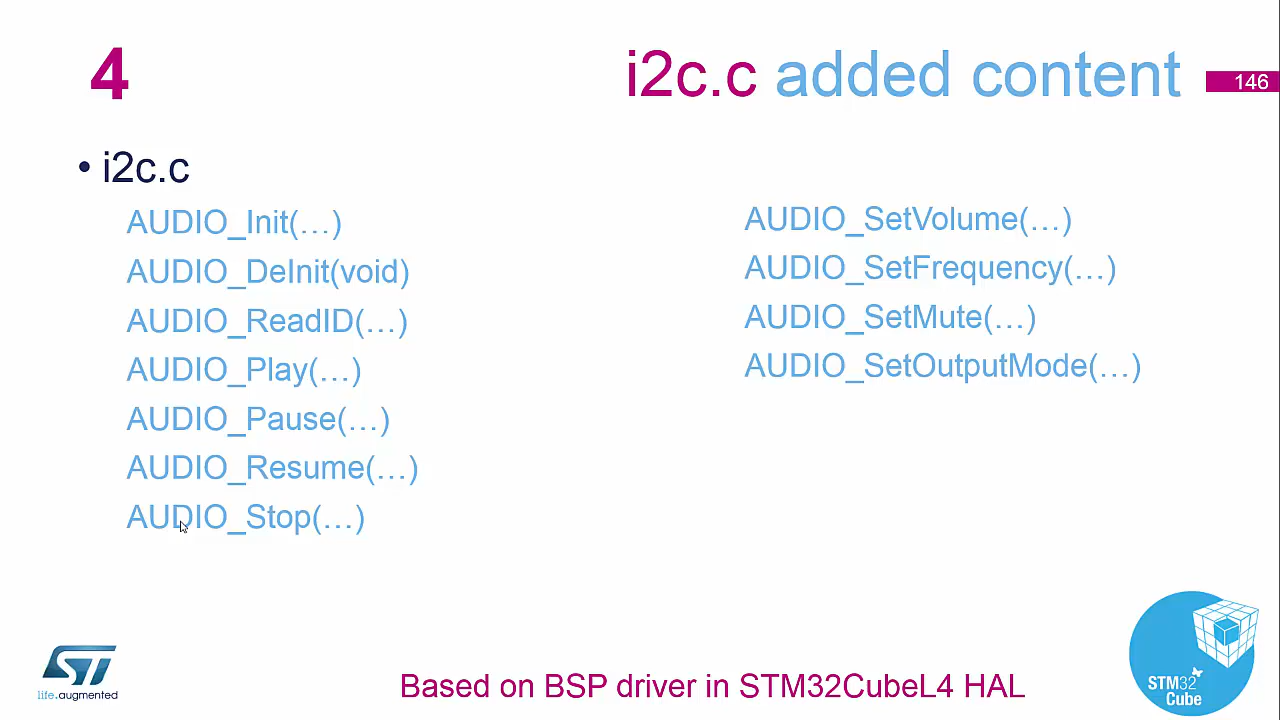 4
i2c.c added content
146
• i2c.c
AUDIO_Init(…)
AUDIO_DeInit(void)
AUDIO_ReadID(…)
AUDIO_Play(…)
AUDIO_Pause(…)
AUDIO_Resume(…)
AUDIO_Stop(…)
AUDIO_SetVolume(…)
AUDIO_SetFrequency(…)
AUDIO_SetMute(…)
AUDIO_SetOutputMode(…)
ST
life.augmented
Based on BSP driver in STM32CubeL4 HAL
STM32
Cube